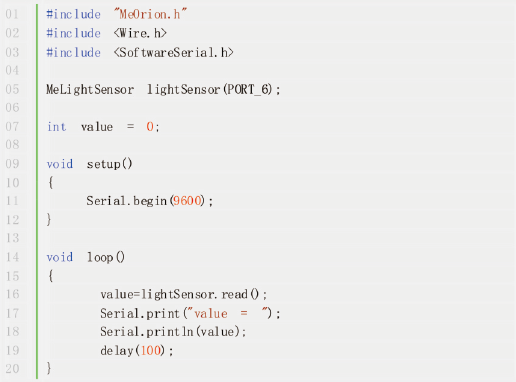 01 #include "MeOrion.h"
02 #include <Wire.h>
03 #include <SoftwareSerial.h>
04
05 MeLightSensor lightSensor(PORT_6);
06
07 int value = 0;
08
09 void setup()
10 {
11 Serial.begin(9600);
12 }
13
14 void loop()
15 {
16 value=lightSensor.read();
17 Serial.print("value = ");
18 Serial.println(value);
19 delay(100);
20 }